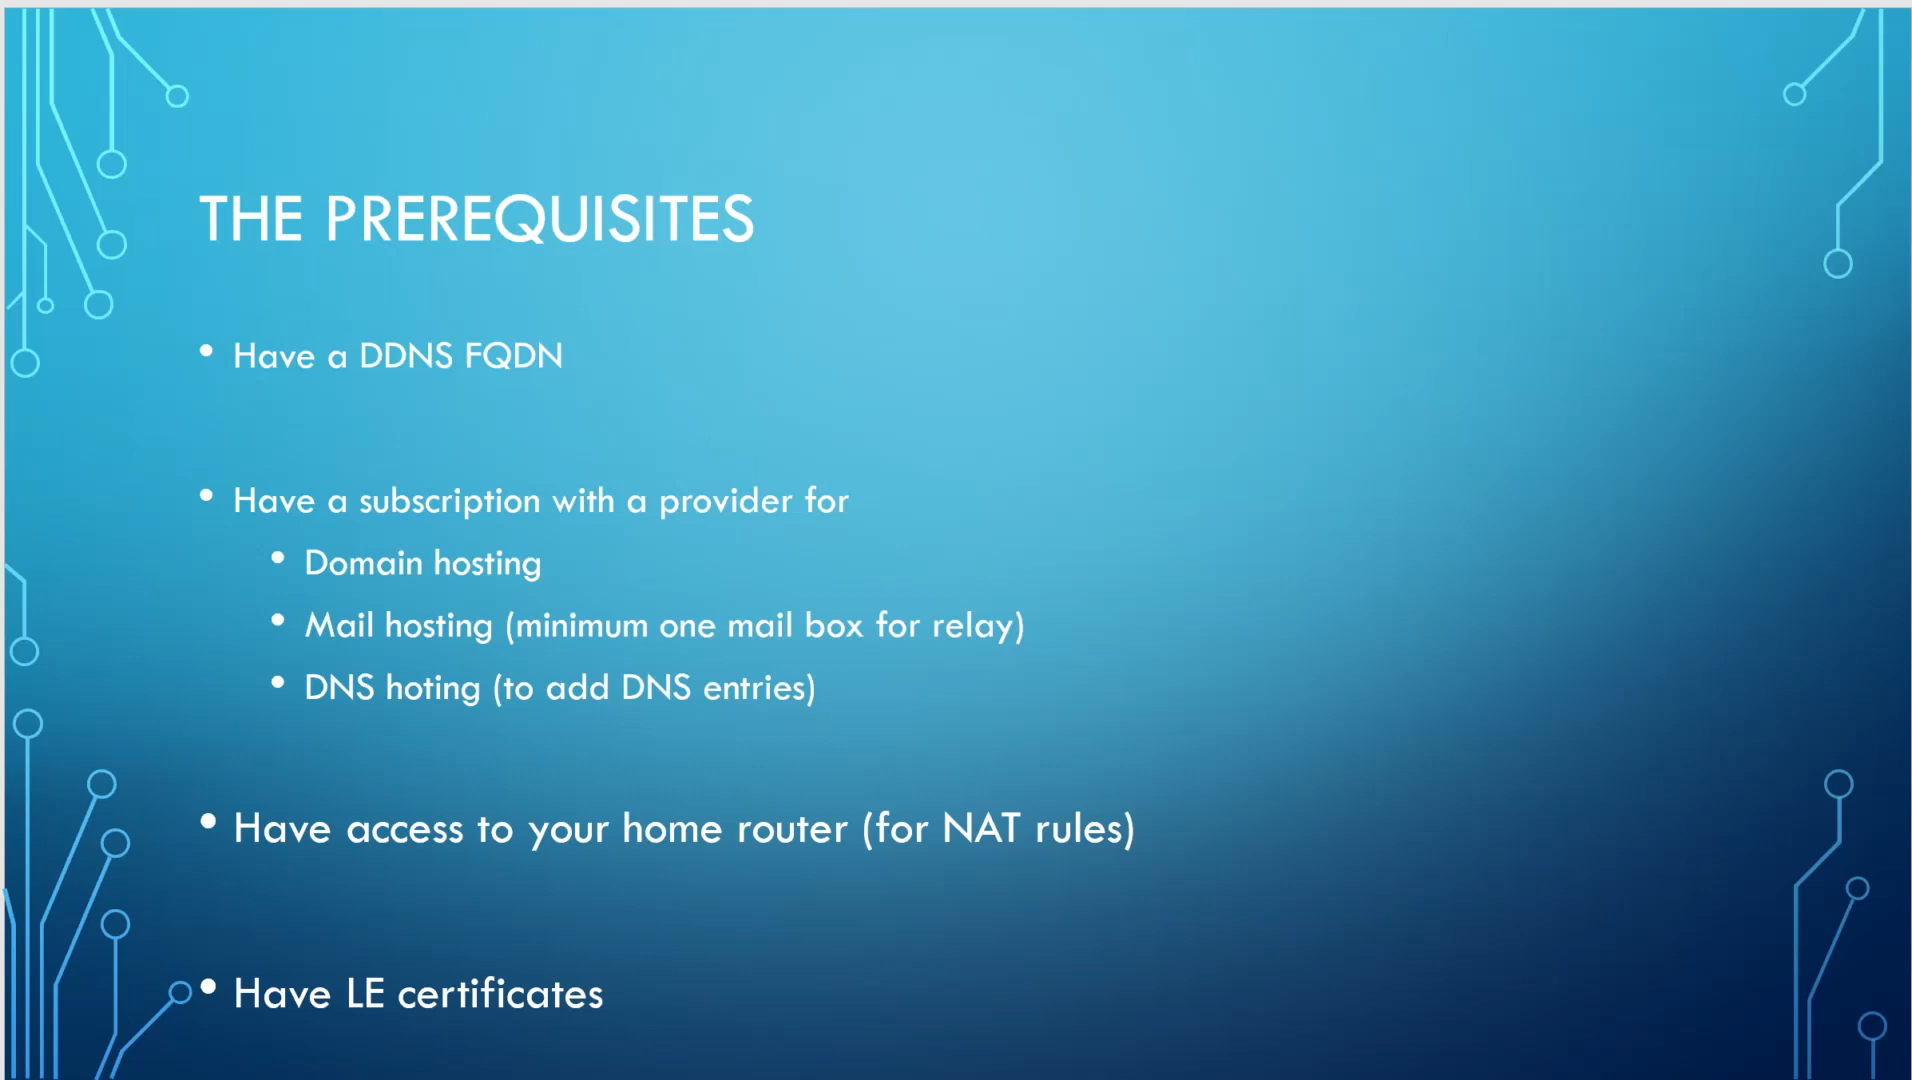 THE PREREQUISITES
• Have a DDNS FQDN
• Have a subscription with a provider for
• Domain hosting
• Mail hosting (minimum one mail box for relay)
• DNS hoting (to add DNS entries)
• Have access to your home router (for NAT rules)
• Have LE certificates